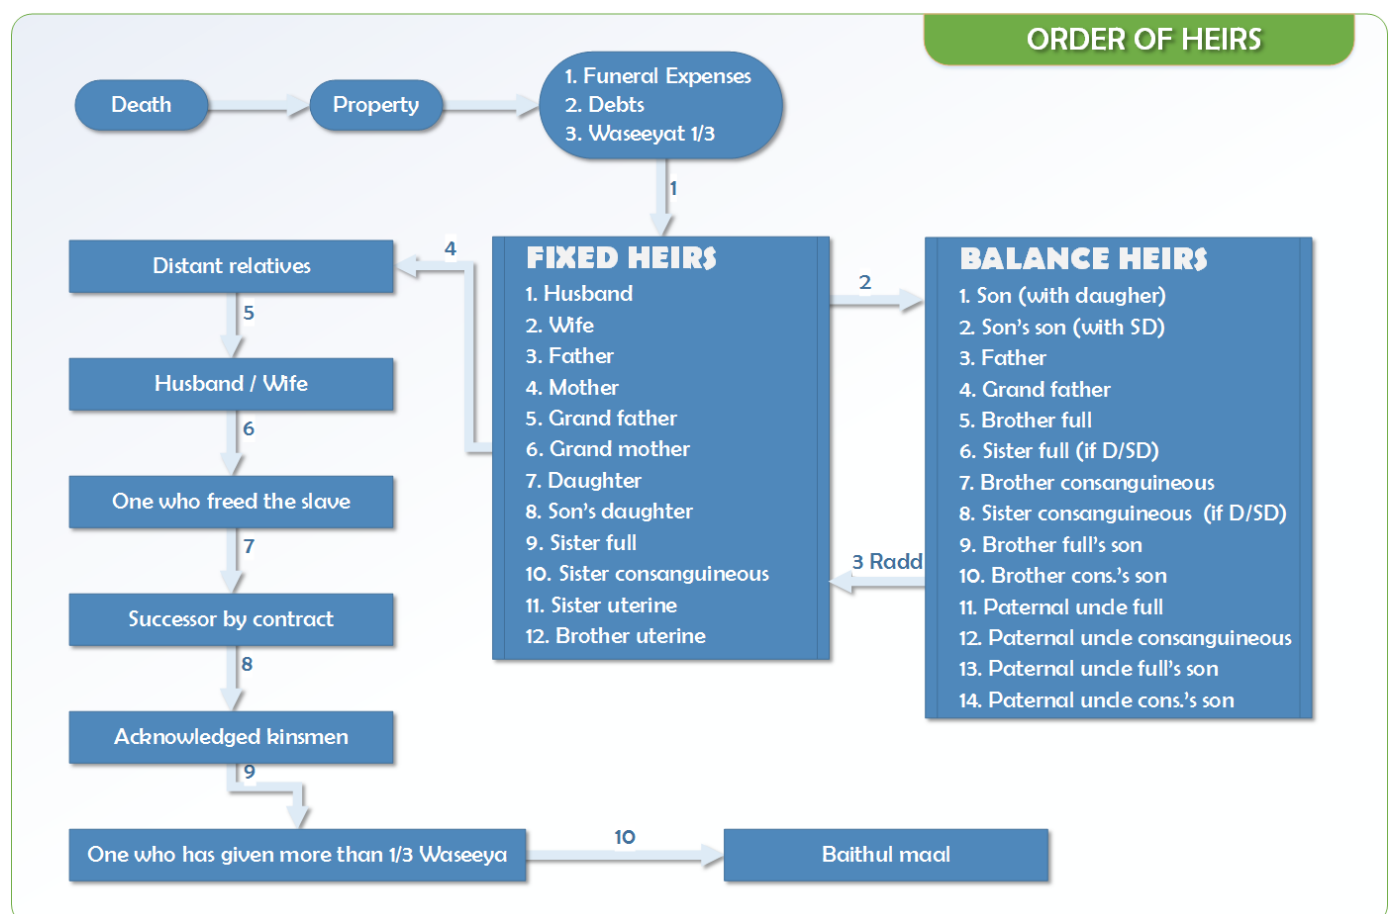 ORDER OF HEIRS
Death
Property
1. Funeral Expenses
2. Debts
3. Waseeyat 1/3
1
FIXED HEIRS
1. Husband
2. Wife
3. Father
4. Mother
5. Grand father
6. Grand mother
7. Daughter
8. Son's daughter
9. Sister full
10. Sister consanguineous
11. Sister uterine
12. Brother uterine
2
BALANCE HEIRS
1. Son (with daugher)
2. Son's son (with SD)
3. Father
4. Grand father
5. Brother full
6. Sister full (if D/SD)
7. Brother consanguineous
8. Sister consanguineous (if D/SD)
9. Brother full's son
10. Brother cons.'s son
11. Paternal uncle full
12. Paternal uncle consanguineous
13. Paternal uncle full's son
14. Paternal uncle cons.'s son
3 Radd
4
Distant relatives
5
Husband / Wife
6
One who freed the slave
7
Successor by contract
8
Acknowledged kinsmen
9
One who has given more than 1/3 Waseeya
10
Baithul maal